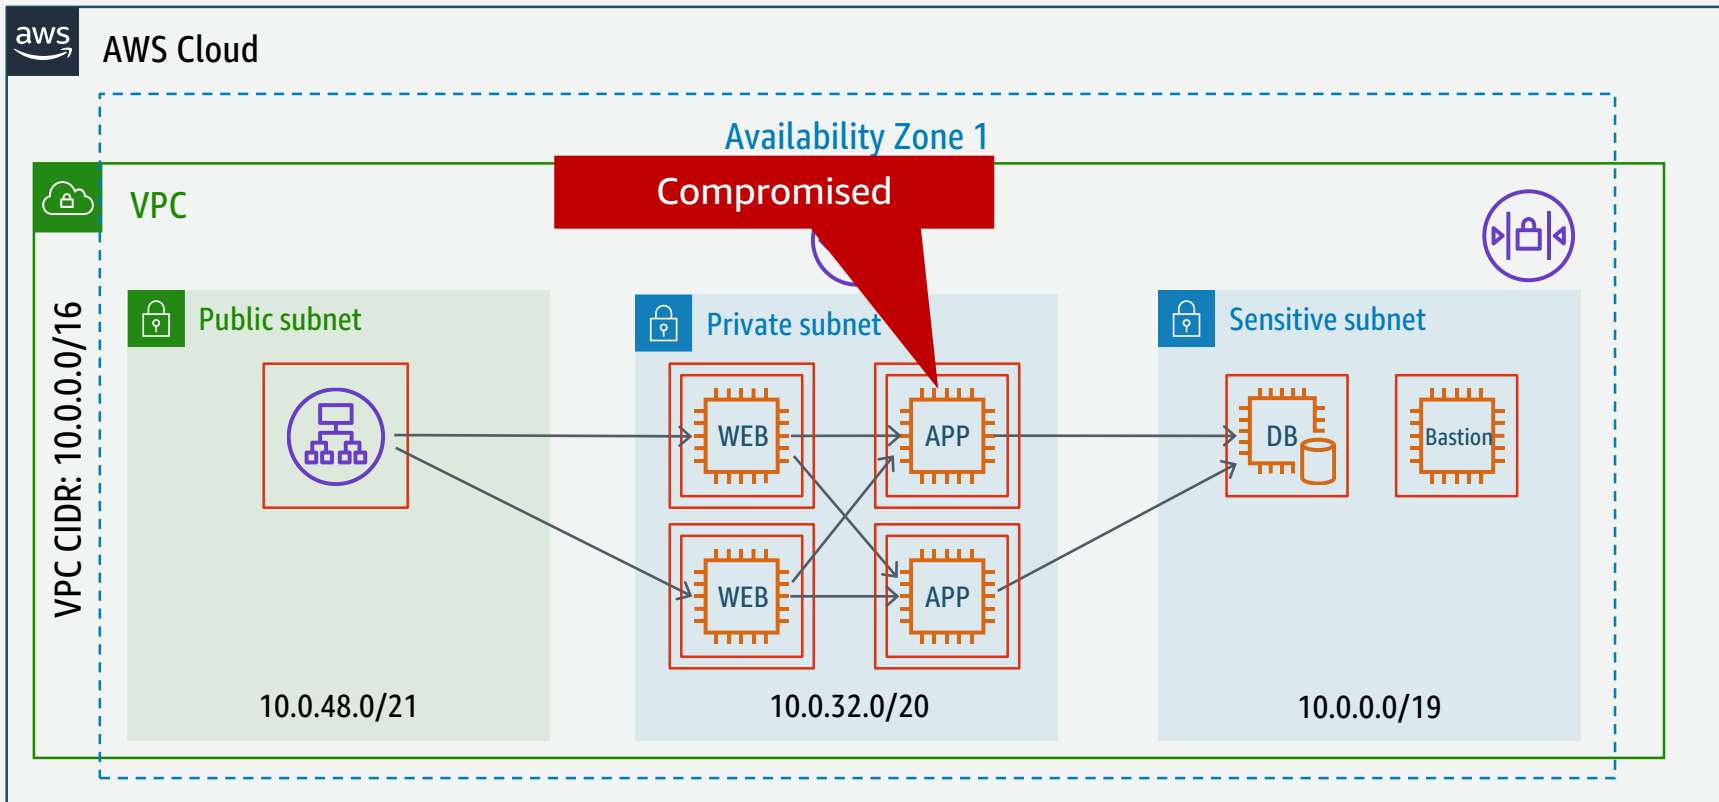 aws
AWS Cloud
Availability Zone 1
Compromised
VPC
VPC CIDR: 10.0.0.0/16
Public subnet
Private subnet
Sensitive subnet
WEB
APP
DB
Bastion
WEB
APP
10.0.48.0/21
10.0.32.0/20
10.0.0.0/19